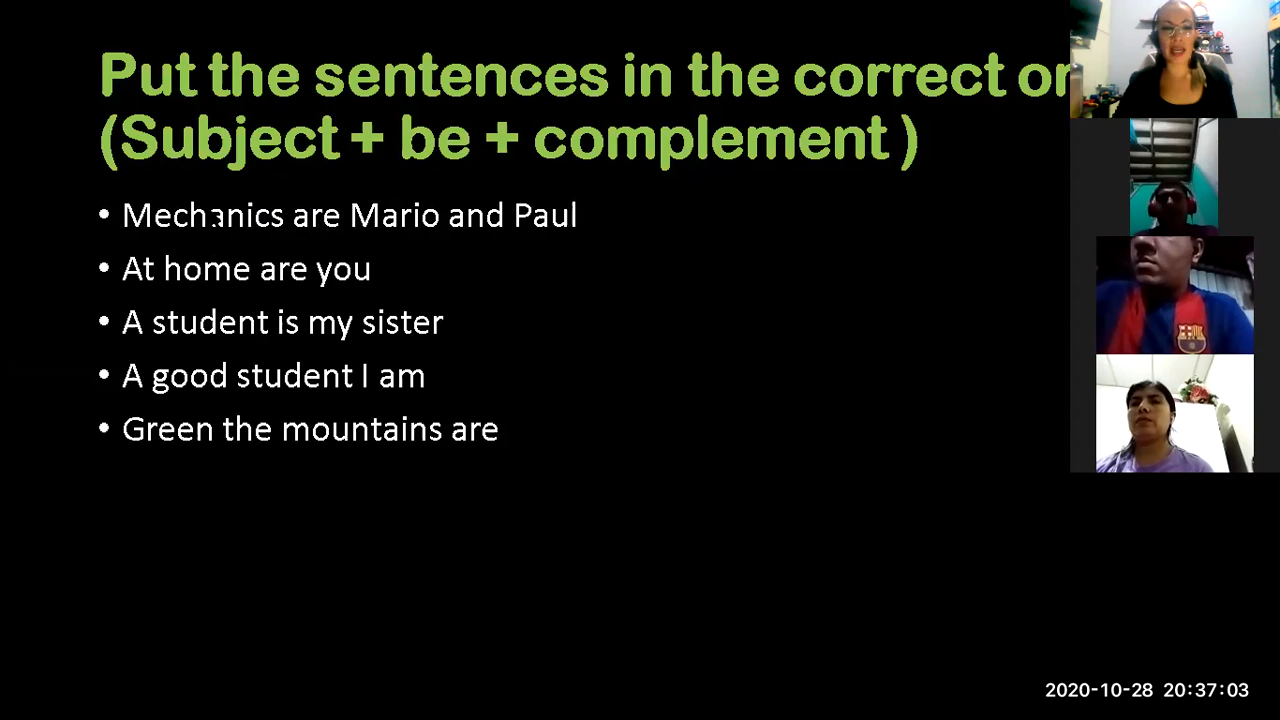 Put the sentences in the correct or
(Subject + be + complement )
• Mechanics are Mario and Paul
• At home are you
• A student is my sister
• A good student I am
• Green the mountains are
2020-10-28 20:37:03